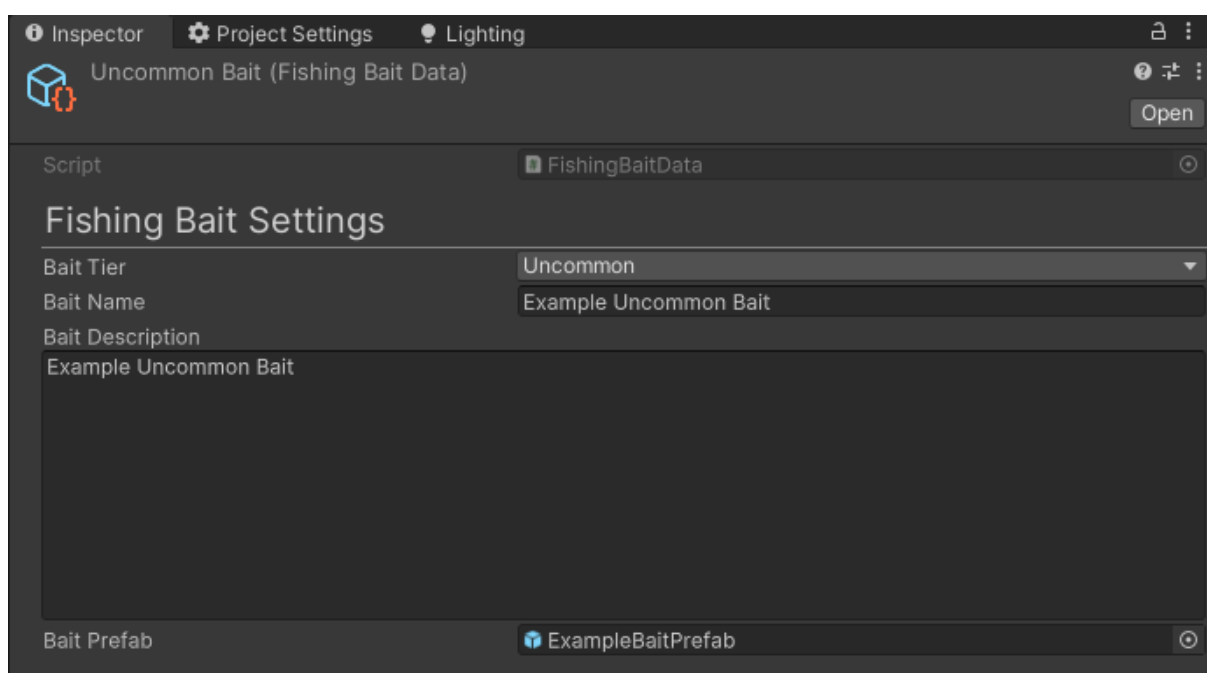 Inspector Project Settings Lighting
Uncommon Bait (Fishing Bait Data)
Open
Script FishingBaitData
Fishing Bait Settings
Bait Tier Uncommon
Bait Name Example Uncommon Bait
Bait Description
Example Uncommon Bait
Bait Prefab ExampleBaitPrefab